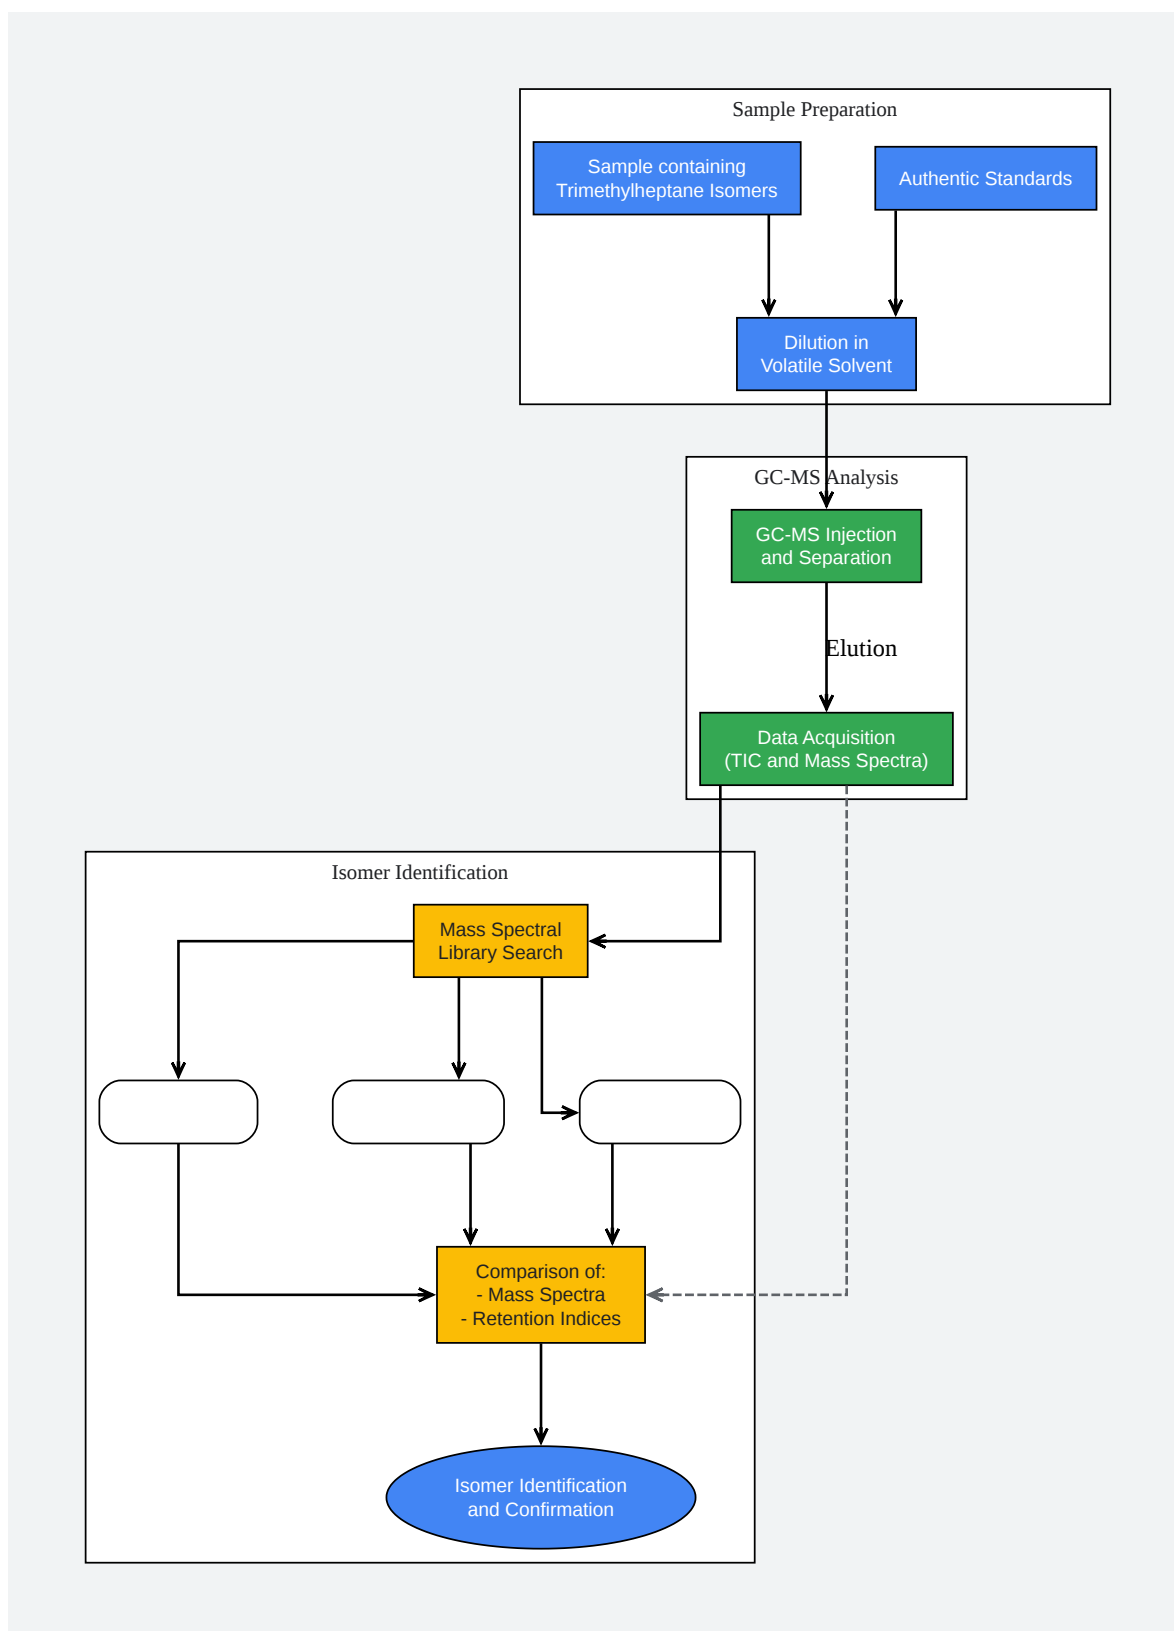 Sample Preparation
Sample containing
Trimethylheptane Isomers
Authentic Standards
Dilution in
Volatile Solvent
GC-MS Analysis
GC-MS Injection
and Separation
Elution
Data Acquisition
(TIC and Mass Spectra)
Isomer Identification
Mass Spectral
Library Search
Comparison of:
- Mass Spectra
- Retention Indices
Isomer Identification
and Confirmation